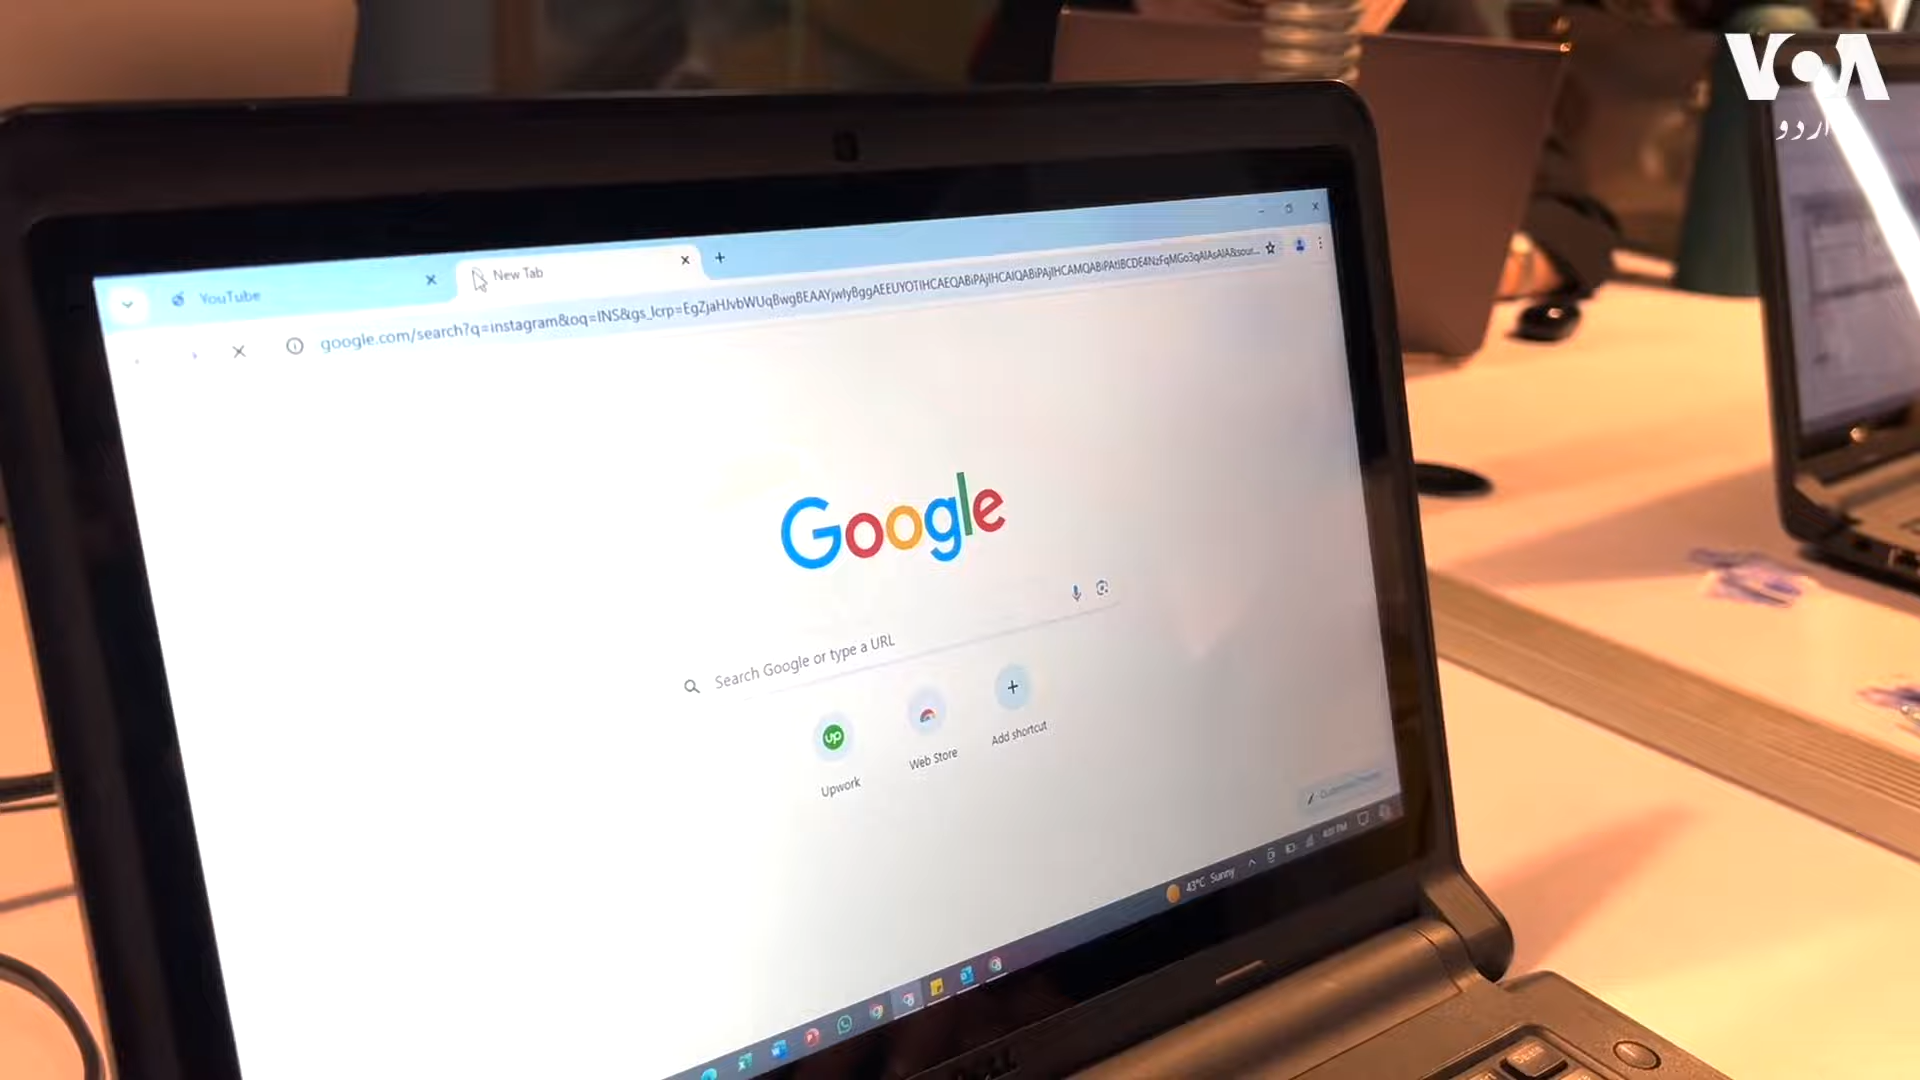 VOA
اردو
YouTube
New Tab
google.com/search?q=instagram&oq=INS&gs_lcrp=EgZjaHJvbWUqBwgBEAAYjwIyBggAEEUYOTIHCAEQABiPAjIHCAIQABiPAjIHCAMQABiPAtIBCDE4NzFqMGo3qAIAsAIA&sour...
Google
Search Google or type a URL
Upwork
Web Store
Add shortcut
43°C Sunny